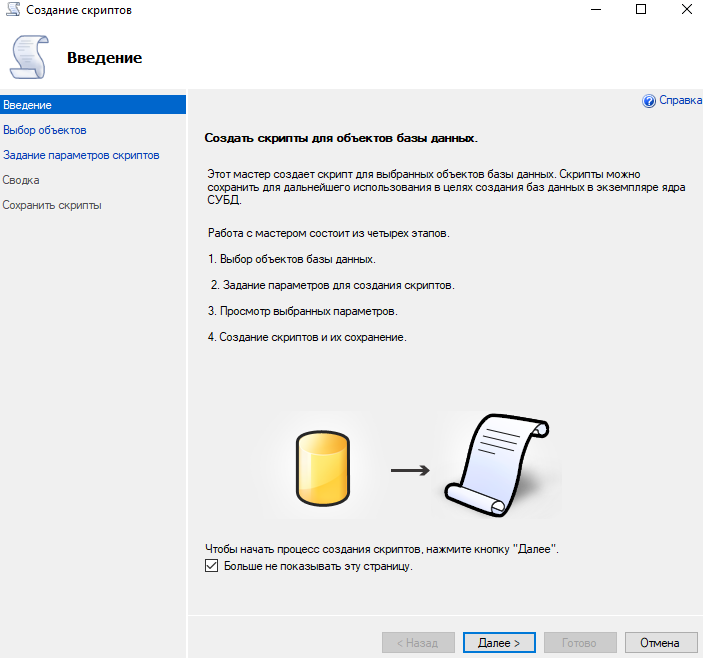 Создание скриптов
Введение
Введение
Выбор объектов
Задание параметров скриптов
Сводка
Сохранить скрипты
Справка
Создать скрипты для объектов базы данных.
Этот мастер создает скрипт для выбранных объектов базы данных. Скрипты можно
сохранить для дальнейшего использования в целях создания баз данных в экземпляре ядра
СУБД.
Работа с мастером состоит из четырех этапов.
1. Выбор объектов базы данных.
2. Задание параметров для создания скриптов.
3. Просмотр выбранных параметров.
4. Создание скриптов и их сохранение.
Чтобы начать процесс создания скриптов, нажмите кнопку "Далее".
Больше не показывать эту страницу.
< Назад
Далее >
Готово
Отмена